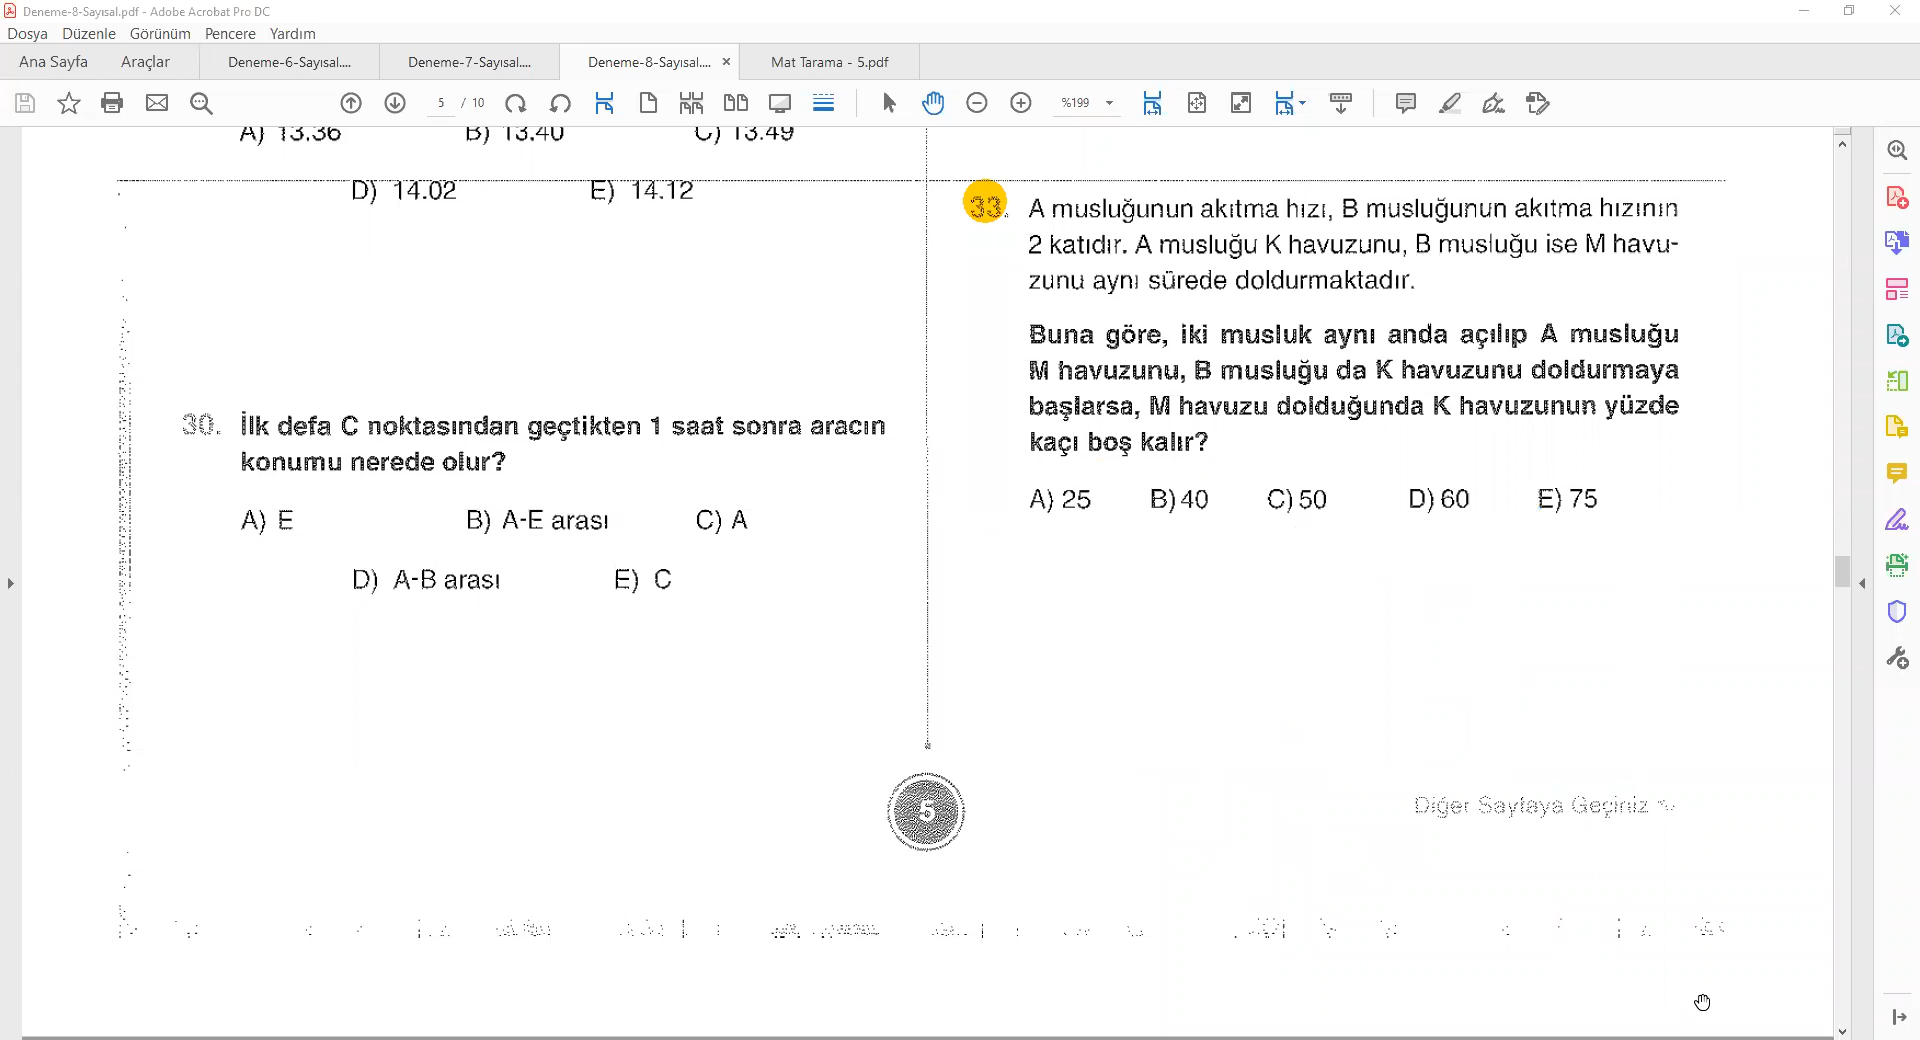 Deneme-8-Sayısal.pdf - Adobe Acrobat Pro DC
Dosya Düzenle Görünüm Pencere Yardım
Ana Sayfa Araçlar Deneme-6-Sayısal.... Deneme-7-Sayısal.... Deneme-8-Sayısal.... × Mat Tarama - 5.pdf
5 / 10 %199
A) 13.36 B) 13.40 C) 13.49
D) 14.02 E) 14.12
30. İlk defa C noktasından geçtikten 1 saat sonra aracın
konumu nerede olur?
A) E B) A-E arası C) A
D) A-B arası E) C
33. A musluğunun akıtma hızı, B musluğunun akıtma hızının
2 katıdır. A musluğu K havuzunu, B musluğu ise M havu-
zunu aynı sürede doldurmaktadır.
Buna göre, iki musluk aynı anda açılıp A musluğu
M havuzunu, B musluğu da K havuzunu doldurmaya
başlarsa, M havuzu dolduğunda K havuzunun yüzde
kaçı boş kalır?
A) 25 B) 40 C) 50 D) 60 E) 75
5
Diğer Sayfaya Geçiniz